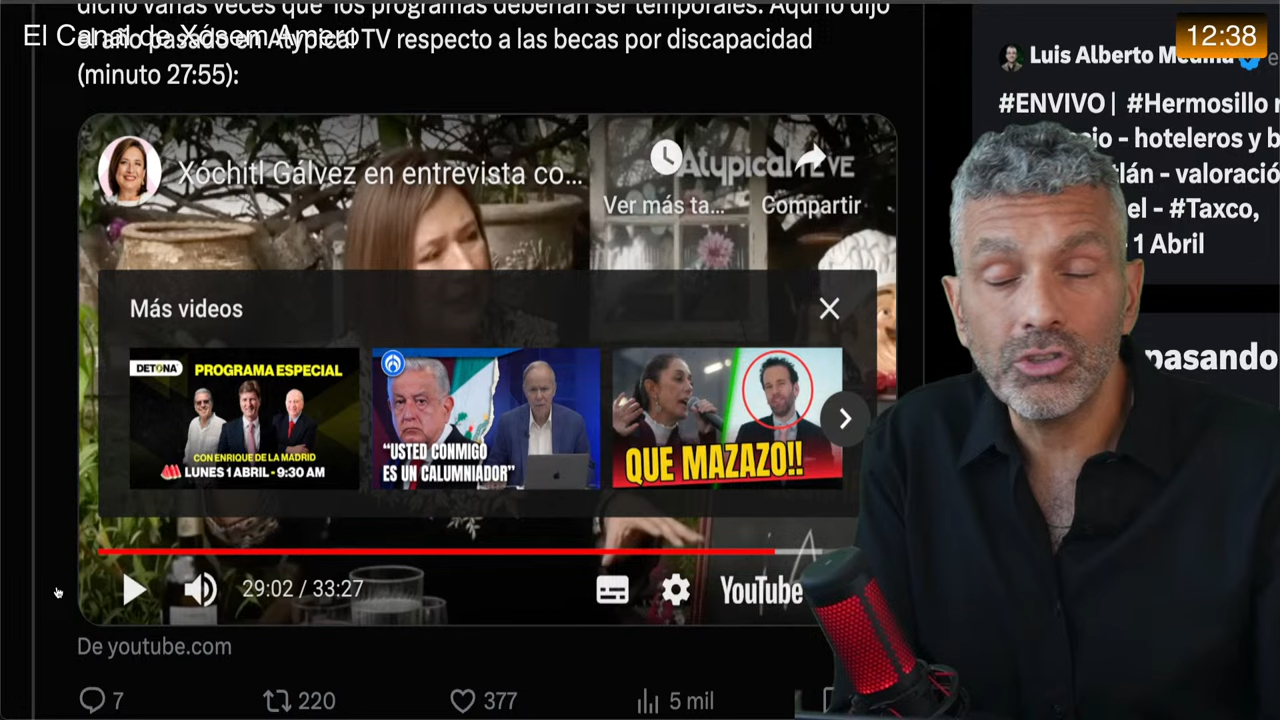 dicho varias veces que los programas deberían ser temporales. Aquí lo dijo
El Canal de Xósem Amero
el año pasado en Atypical TV respecto a las becas por discapacidad
(minuto 27:55):
12:38
Luis Alberto Medina
#ENVIVO | #Hermosillo
- hoteleros y b
- valoració
- #Taxco,
1 Abril
pasando
Xóchitl Gálvez en entrevista co...
Ver más ta...
Compartir
Más videos
DETONA
PROGRAMA ESPECIAL
CON ENRIQUE DE LA MADRID
LUNES 1 ABRIL - 9:30 AM
"USTED CONMIGO
ES UN CALUMNIADOR"
QUE MAZAZO!!
29:02 / 33:27
YouTube
De youtube.com
7
220
377
5 mil